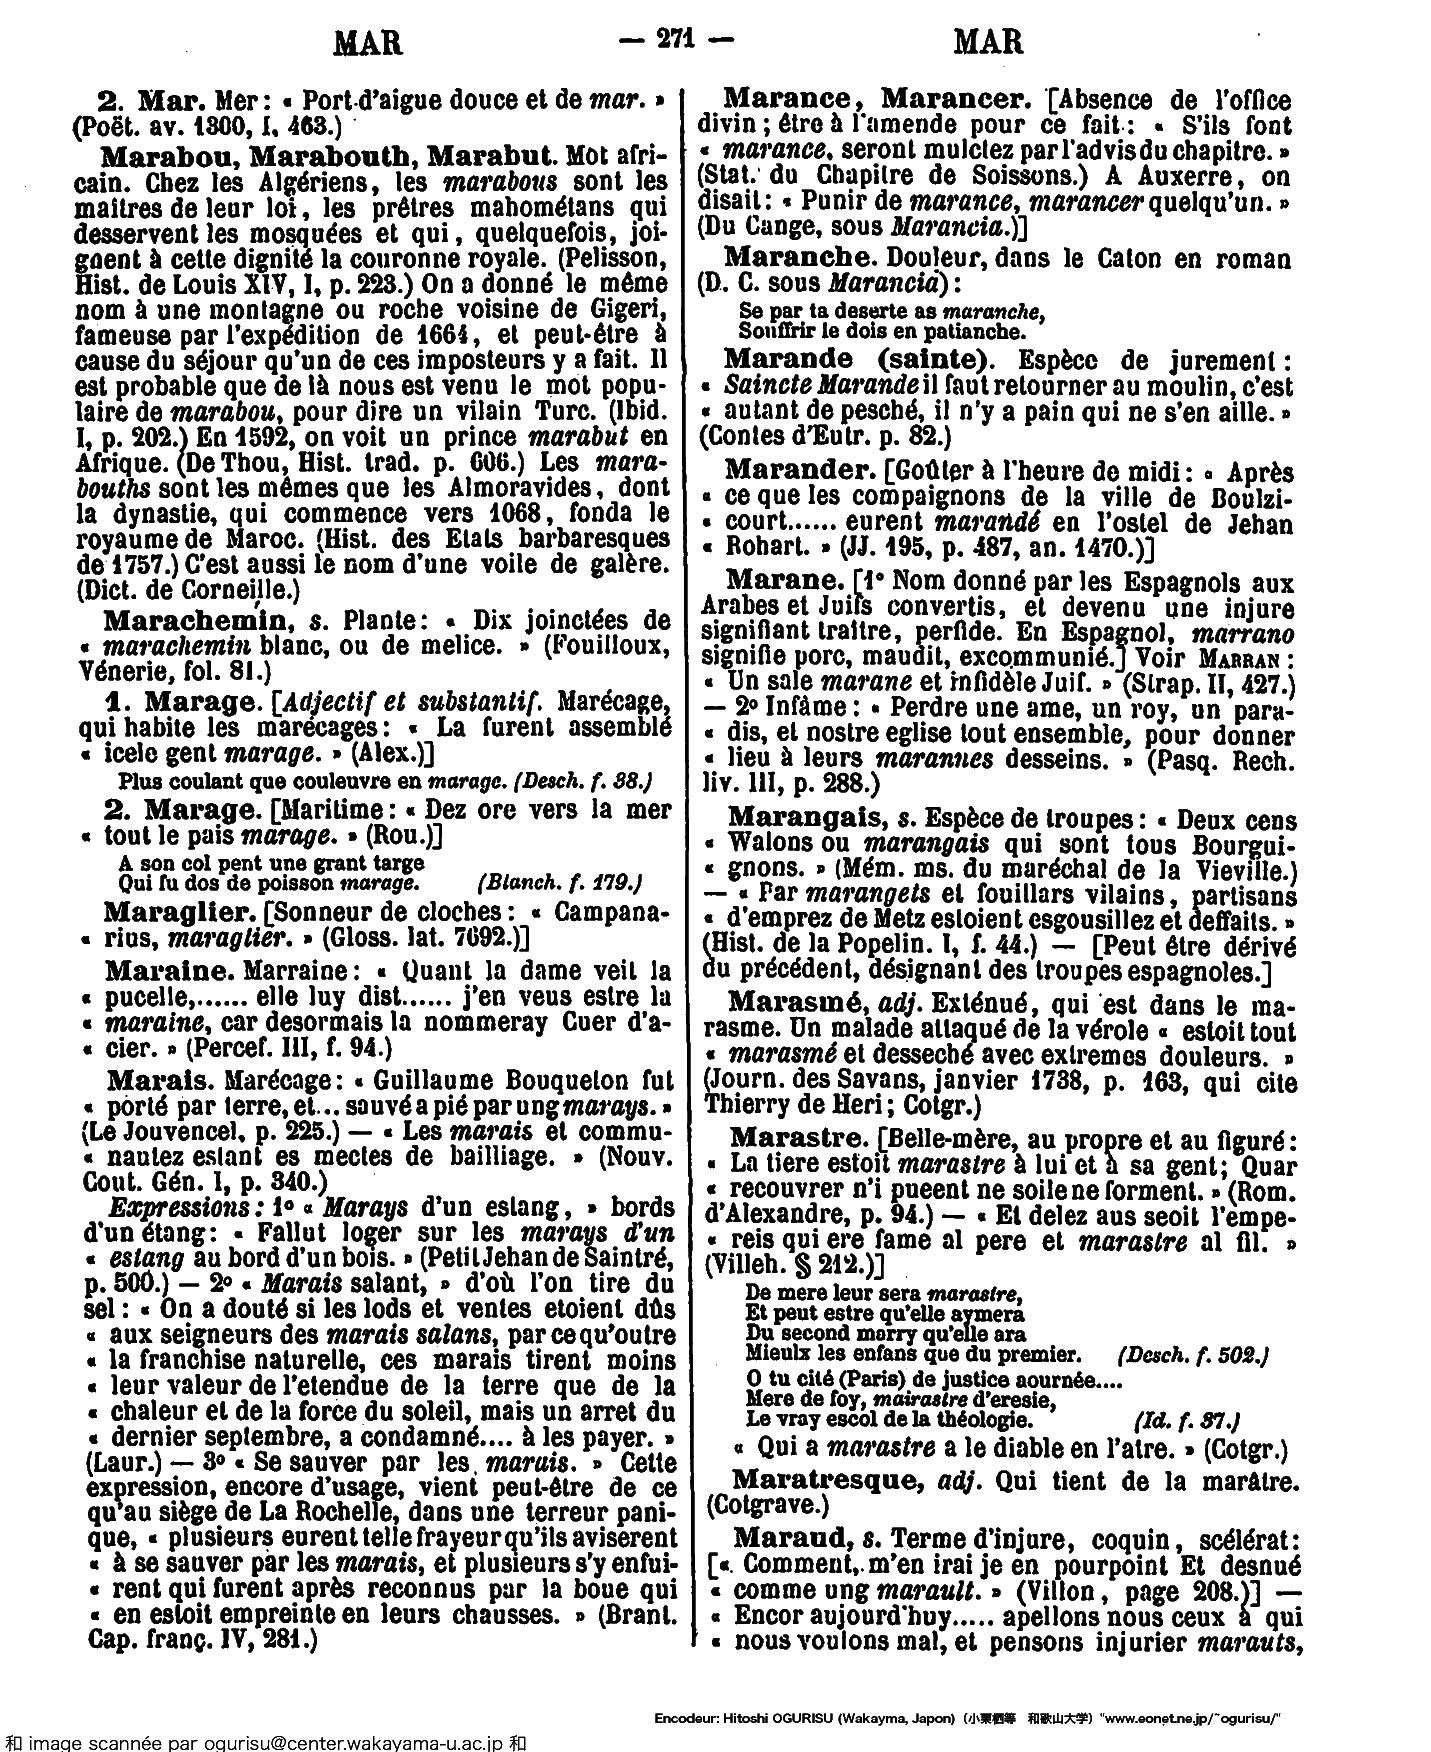 MAR — 271 — MAR
2. Mar. Mer : « Port-d'aigue douce et de mar. »
(Poët. av. 1300, I, 463.)
Marabou, Marabouth, Marabut. Mot afri-
cain. Chez les Algériens, les marabous sont les
maîtres de leur loi, les prêtres mahométans qui
desservent les mosquées et qui, quelquefois, joi-
gnent à cette dignité la couronne royale. (Pelisson,
Hist. de Louis XIV, I, p. 223.) On a donné le même
nom à une montagne ou roche voisine de Gigeri,
fameuse par l'expédition de 1664, et peut-être à
cause du séjour qu'un de ces imposteurs y a fait. Il
est probable que de là nous est venu le mot popu-
laire de marabou, pour dire un vilain Turc. (Ibid.
I, p. 202.) En 1592, on voit un prince marabut en
Afrique. (De Thou, Hist. trad. p. 606.) Les mara-
bouths sont les mêmes que les Almoravides, dont
la dynastie, qui commence vers 1068, fonda le
royaume de Maroc. (Hist. des Etats barbaresques
de 1757.) C'est aussi le nom d'une voile de galère.
(Dict. de Corneille.)
Marachemin, s. Plante : « Dix joinctées de
« marachemin blanc, ou de melice. » (Fouilloux,
Vénerie, fol. 81.)
1. Marage. [Adjectif et substantif. Marécage,
qui habite les marécages : « La furent assemblé
« icele gent marage. » (Alex.)]
Plus coulant que couleuvre en marage. (Desch. f. 38.)
2. Marage. [Maritime : « Dez ore vers la mer
« tout le pais marage. » (Rou.)]
A son col pent une grant targe
Qui fu dos de poisson marage. (Blanch. f. 179.)
Maraglier. [Sonneur de cloches : « Campana-
« rius, maraglier. » (Gloss. lat. 7692.)]
Maraine. Marraine : « Quant la dame veit la
« pucelle,...... elle luy dist...... j'en veus estre la
« maraine, car desormais la nommeray Cuer d'a-
« cier. » (Percef. III, f. 94.)
Marais. Marécage : « Guillaume Bouqueton fut
« porté par terre, et... sauvé a pié par ung marays. »
(Le Jouvencel, p. 225.) — « Les marais et commu-
« nautez estant es mectes de bailliage. » (Nouv.
Cout. Gén. I, p. 340.)
Expressions : 1º « Marays d'un estang, » bords
d'un étang : « Fallut loger sur les marays d'un
« estang au bord d'un bois. » (Petit Jehan de Saintré,
p. 500.) — 2º « Marais salant, » d'où l'on tire du
sel : « On a douté si les lods et ventes etoient dûs
« aux seigneurs des marais salans, par ce qu'outre
« la franchise naturelle, ces marais tirent moins
« leur valeur de l'etendue de la terre que de la
« chaleur et de la force du soleil, mais un arret du
« dernier septembre, a condamné.... à les payer. »
(Laur.) — 3º « Se sauver par les marais. » Cette
expression, encore d'usage, vient peut-être de ce
qu'au siège de La Rochelle, dans une terreur pani-
que, « plusieurs eurent telle frayeur qu'ils aviserent
« à se sauver par les marais, et plusieurs s'y enfui-
« rent qui furent après reconnus par la boue qui
« en estoit empreinte en leurs chausses. » (Brant.
Cap. franç. IV, 281.)
Marance, Marancer. [Absence de l'office
divin ; être à l'amende pour ce fait : « S'ils font
« marance, seront mulctez par l'advis du chapitre. »
(Stat. du Chapitre de Soissons.) A Auxerre, on
disait : « Punir de marance, marancer quelqu'un. »
(Du Cange, sous Marancia.)]
Maranche. Douleur, dans le Caton en roman
(D. C. sous Marancia) :
Se par ta deserte as maranche,
Souffrir le dois en patianche.
Marande (sainte). Espèce de jurement :
« Saincte Marande il faut retourner au moulin, c'est
« autant de pesché, il n'y a pain qui ne s'en aille. »
(Contes d'Eutr. p. 82.)
Marander. [Goûter à l'heure de midi : « Après
« ce que les compaignons de la ville de Boulzi-
« court...... eurent marandé en l'ostel de Jehan
« Rohart. » (JJ. 195, p. 487, an. 1470.)]
Marane. [1º Nom donné par les Espagnols aux
Arabes et Juifs convertis, et devenu une injure
signifiant traître, perfide. En Espagnol, marrano
signifie porc, maudit, excommunié.] Voir MARRAN :
« Un sale marane et infidèle Juif. » (Strap. II, 427.)
— 2º Infâme : « Perdre une ame, un roy, un para-
« dis, et nostre eglise tout ensemble, pour donner
« lieu à leurs marannes desseins. » (Pasq. Rech.
liv. III, p. 288.)
Marangais, s. Espèce de troupes : « Deux cens
« Walons ou marangais qui sont tous Bourgui-
« gnons. » (Mém. ms. du maréchal de la Vieville.)
— « Par marangets et fouillars vilains, partisans
« d'emprez de Metz estoient esgousillez et deffaits. »
(Hist. de la Popelin. I, f. 44.) — [Peut être dérivé
du précédent, désignant des troupes espagnoles.]
Marasmé, adj. Exténué, qui est dans le ma-
rasme. Un malade attaqué de la vérole « estoit tout
« marasmé et desseché avec extremes douleurs. »
(Journ. des Savans, janvier 1738, p. 163, qui cite
Thierry de Heri ; Cotgr.)
Marastre. [Belle-mère, au propre et au figuré :
« La tiere estoit marastre à lui et à sa gent; Quar
« recouvrer n'i pueent ne soile ne forment. » (Rom.
d'Alexandre, p. 94.) — « Et delez aus seoit l'empe-
« reis qui ere fame al pere et marastre al fil. »
(Villeh. § 212.)]
De mere leur sera marastre,
Et peut estre qu'elle aymera
Du second marry qu'elle ara
Mieulx les enfans que du premier. (Desch. f. 502.)
O tu cité (Paris) de justice aournée....
Mere de foy, mairastre d'eresie,
Le vray escol de la théologie. (Id. f. 37.)
« Qui a marastre a le diable en l'atre. » (Cotgr.)
Maratresque, adj. Qui tient de la marâtre.
(Cotgrave.)
Maraud, s. Terme d'injure, coquin, scélérat :
[« Comment, m'en irai je en pourpoint Et desnué
« comme ung marault. » (Villon, page 208.)] —
« Encor aujourd'huy..... apellons nous ceux à qui
« nous voulons mal, et pensons injurier marauts,
Encodeur: Hitoshi OGURISU (Wakayma, Japon) (小栗栖等 和歌山大学) "www.eonet.ne.jp/~ogurisu/"
和 image scannée par ogurisu@center.wakayama-u.ac.jp 和